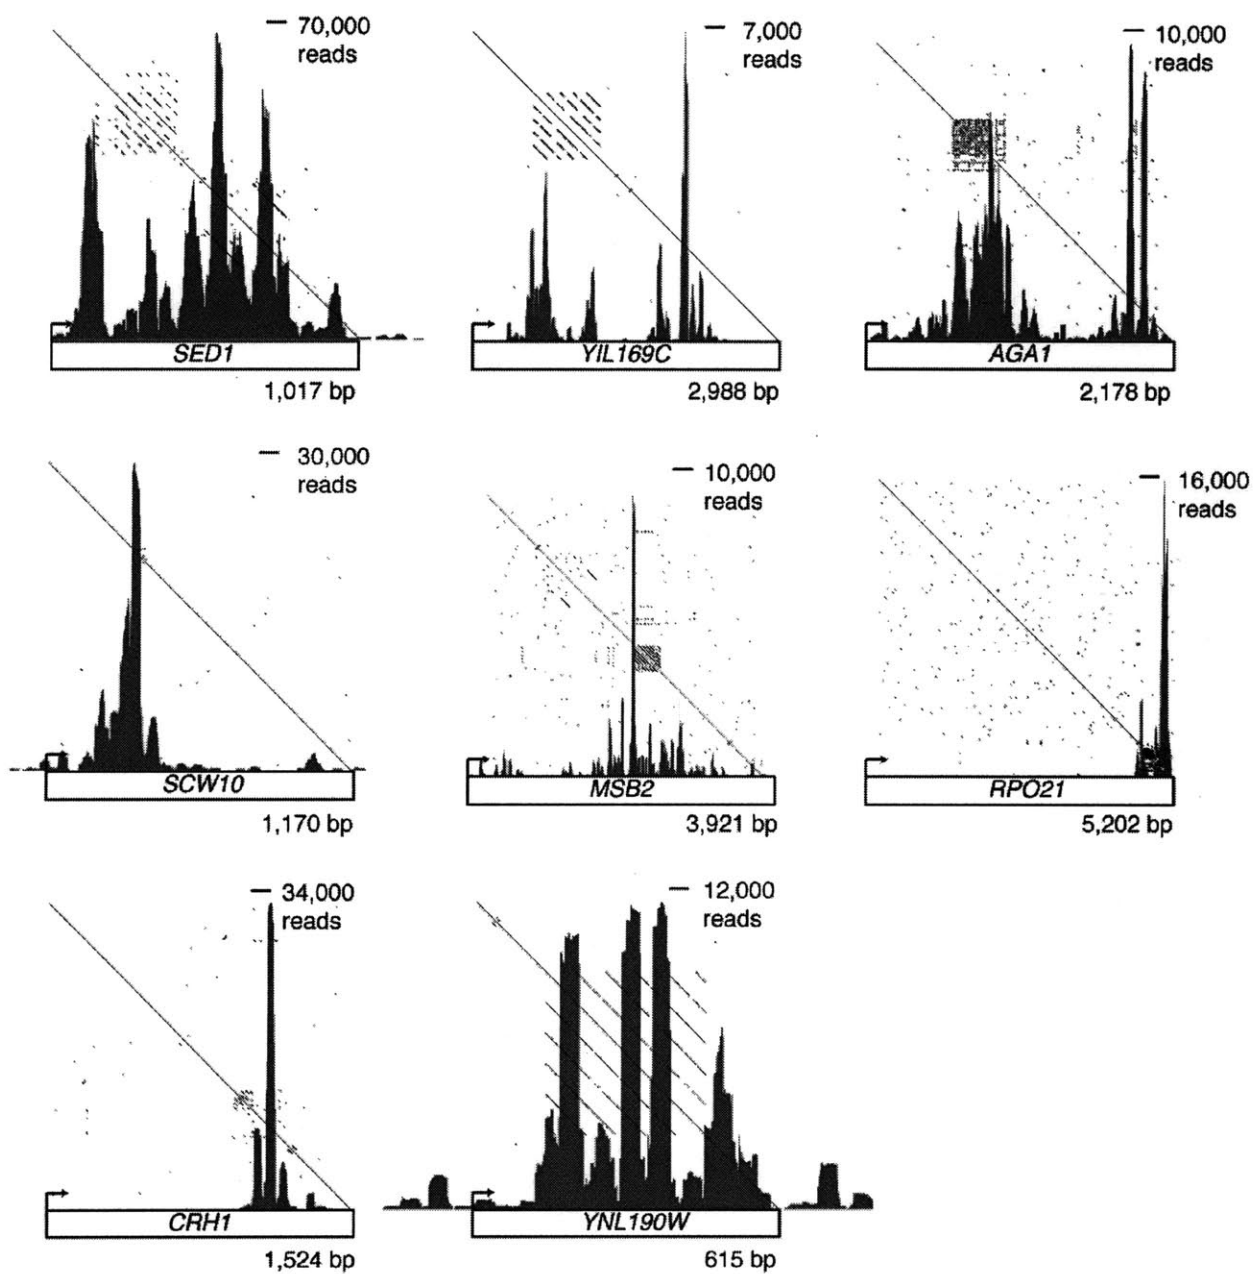 70,000
reads
SED1
1,017 bp
7,000
reads
YIL169C
2,988 bp
10,000
reads
AGA1
2,178 bp
30,000
reads
SCW10
1,170 bp
10,000
reads
MSB2
3,921 bp
16,000
reads
RPO21
5,202 bp
34,000
reads
CRH1
1,524 bp
12,000
reads
YNL190W
615 bp